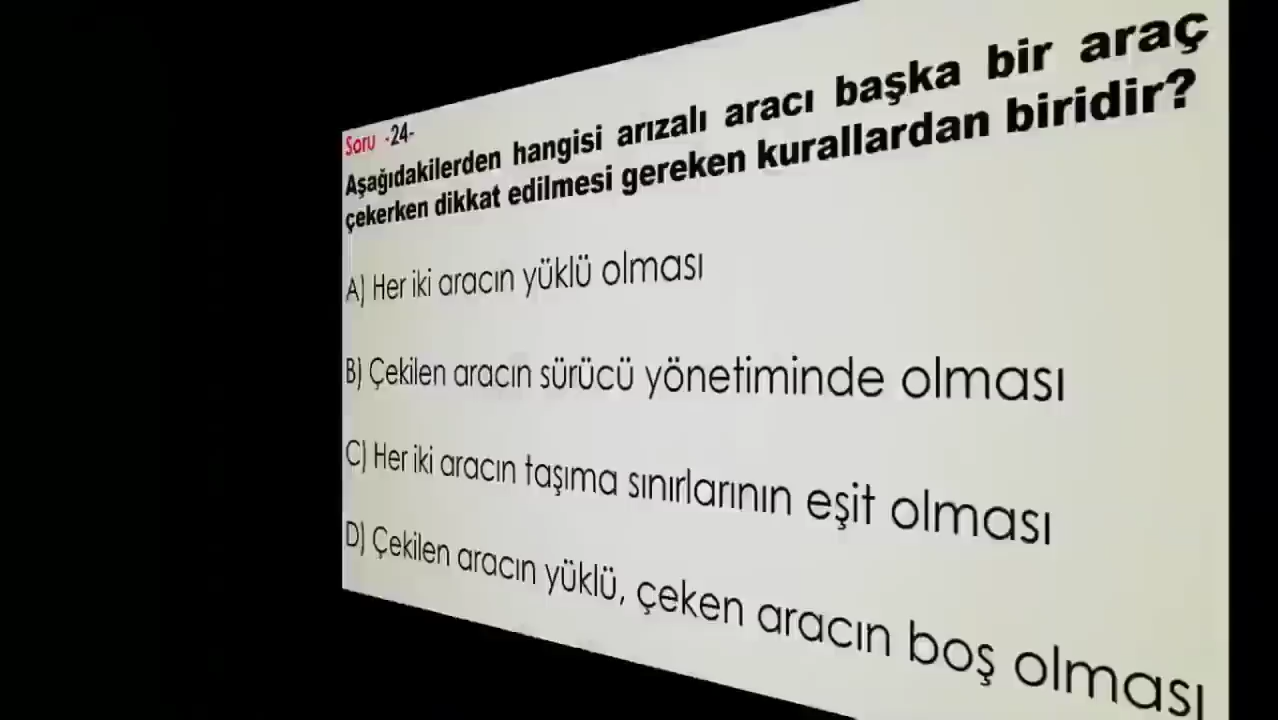 Soru -24-
Aşağıdakilerden hangisi arızalı aracı başka bir araç
çekerken dikkat edilmesi gereken kurallardan biridir?
A) Her iki aracın yüklü olması
B) Çekilen aracın sürücü yönetiminde olması
C) Her iki aracın taşıma sınırlarının eşit olması
D) Çekilen aracın yüklü, çeken aracın boş olması